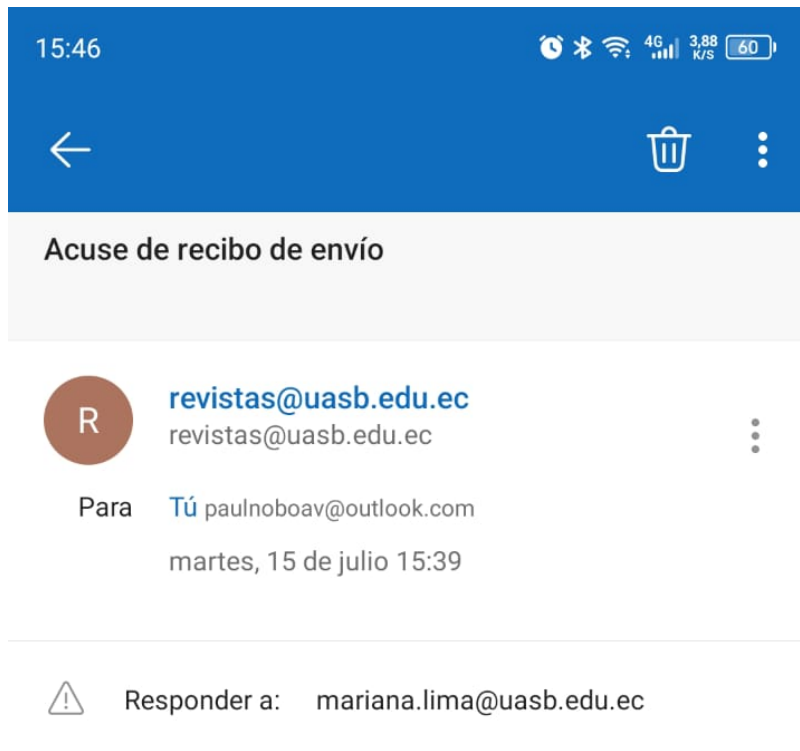 15:46 4G 3,88 K/S 60
Acuse de recibo de envío
R
revistas@uasb.edu.ec
revistas@uasb.edu.ec
Para Tú paulnoboav@outlook.com
martes, 15 de julio 15:39
Responder a: mariana.lima@uasb.edu.ec